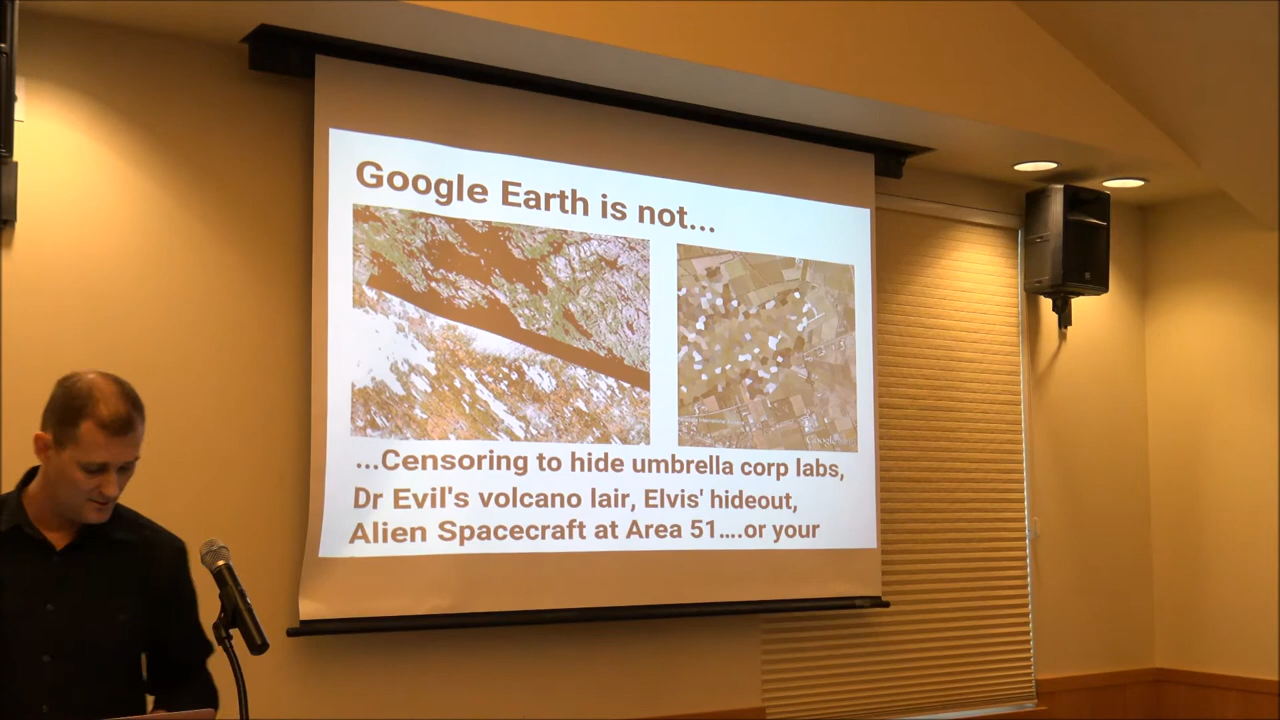 Google Earth is not...
Google
...Censoring to hide umbrella corp labs,
Dr Evil's volcano lair, Elvis' hideout,
Alien Spacecraft at Area 51....or your